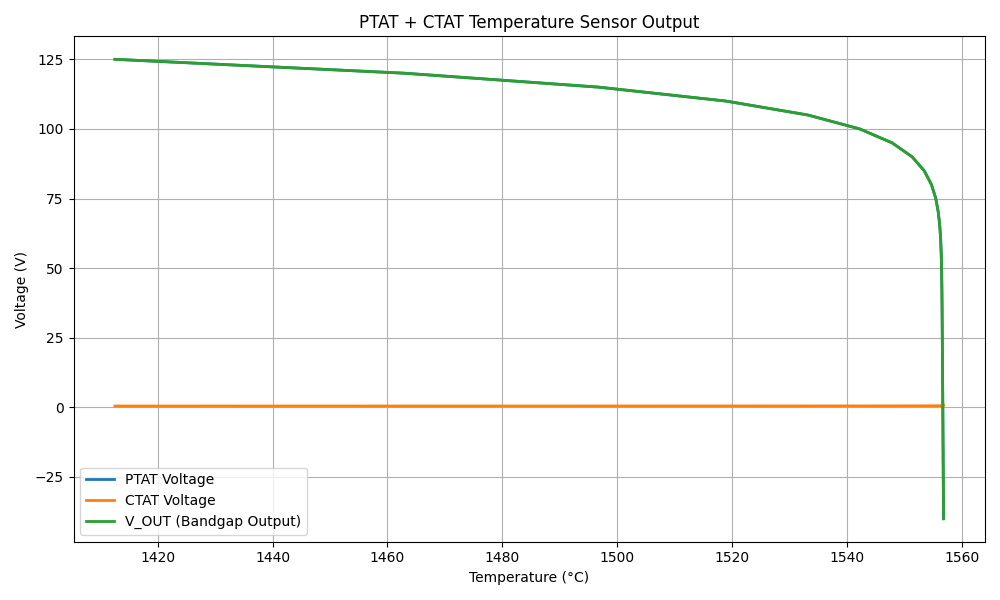 PTAT + CTAT Temperature Sensor Output
125
100
75
50
25
0
−25
Voltage (V)
PTAT Voltage
CTAT Voltage
V_OUT (Bandgap Output)
1420 1440 1460 1480 1500 1520 1540 1560
Temperature (°C)